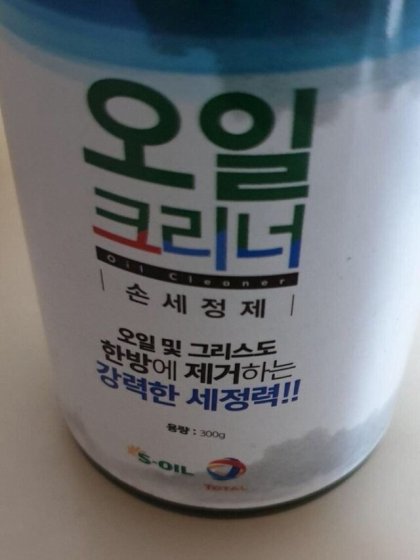 오일
크리너
Oil Cleaner
손세정제
오일 및 그리스도
한방에 제거하는
강력한 세정력!!
용량 : 300g
S-OIL TOTAL